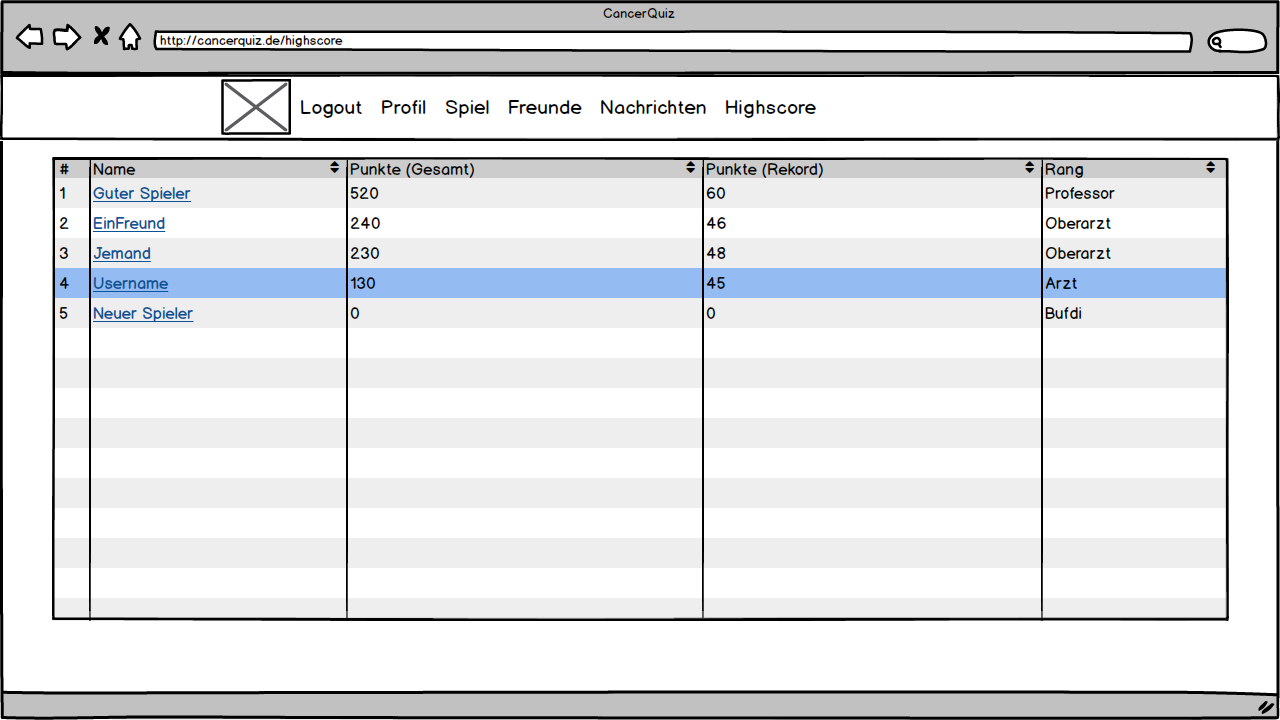 CancerQuiz
http://cancerquiz.de/highscore
Logout Profil Spiel Freunde Nachrichten Highscore
# Name Punkte (Gesamt) Punkte (Rekord) Rang
1 Guter Spieler 520 60 Professor
2 EinFreund 240 46 Oberarzt
3 Jemand 230 48 Oberarzt
4 Username 130 45 Arzt
5 Neuer Spieler 0 0 Bufdi